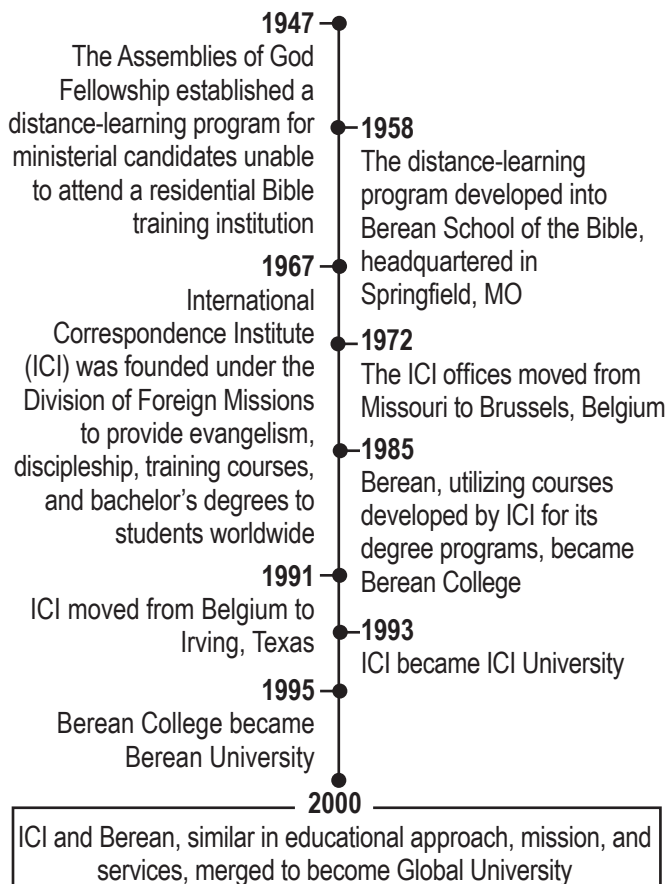 1947
The Assemblies of God
Fellowship established a
distance-learning program for
ministerial candidates unable
to attend a residential Bible
training institution
1958
The distance-learning
program developed into
Berean School of the Bible,
headquartered in
Springfield, MO
1967
International
Correspondence Institute
(ICI) was founded under the
Division of Foreign Missions
to provide evangelism,
discipleship, training courses,
and bachelor’s degrees to
students worldwide
1972
The ICI offices moved from
Missouri to Brussels, Belgium
1985
Berean, utilizing courses
developed by ICI for its
degree programs, became
Berean College
1991
ICI moved from Belgium to
Irving, Texas
1993
ICI became ICI University
1995
Berean College became
Berean University
2000
ICI and Berean, similar in educational approach, mission, and
services, merged to become Global University